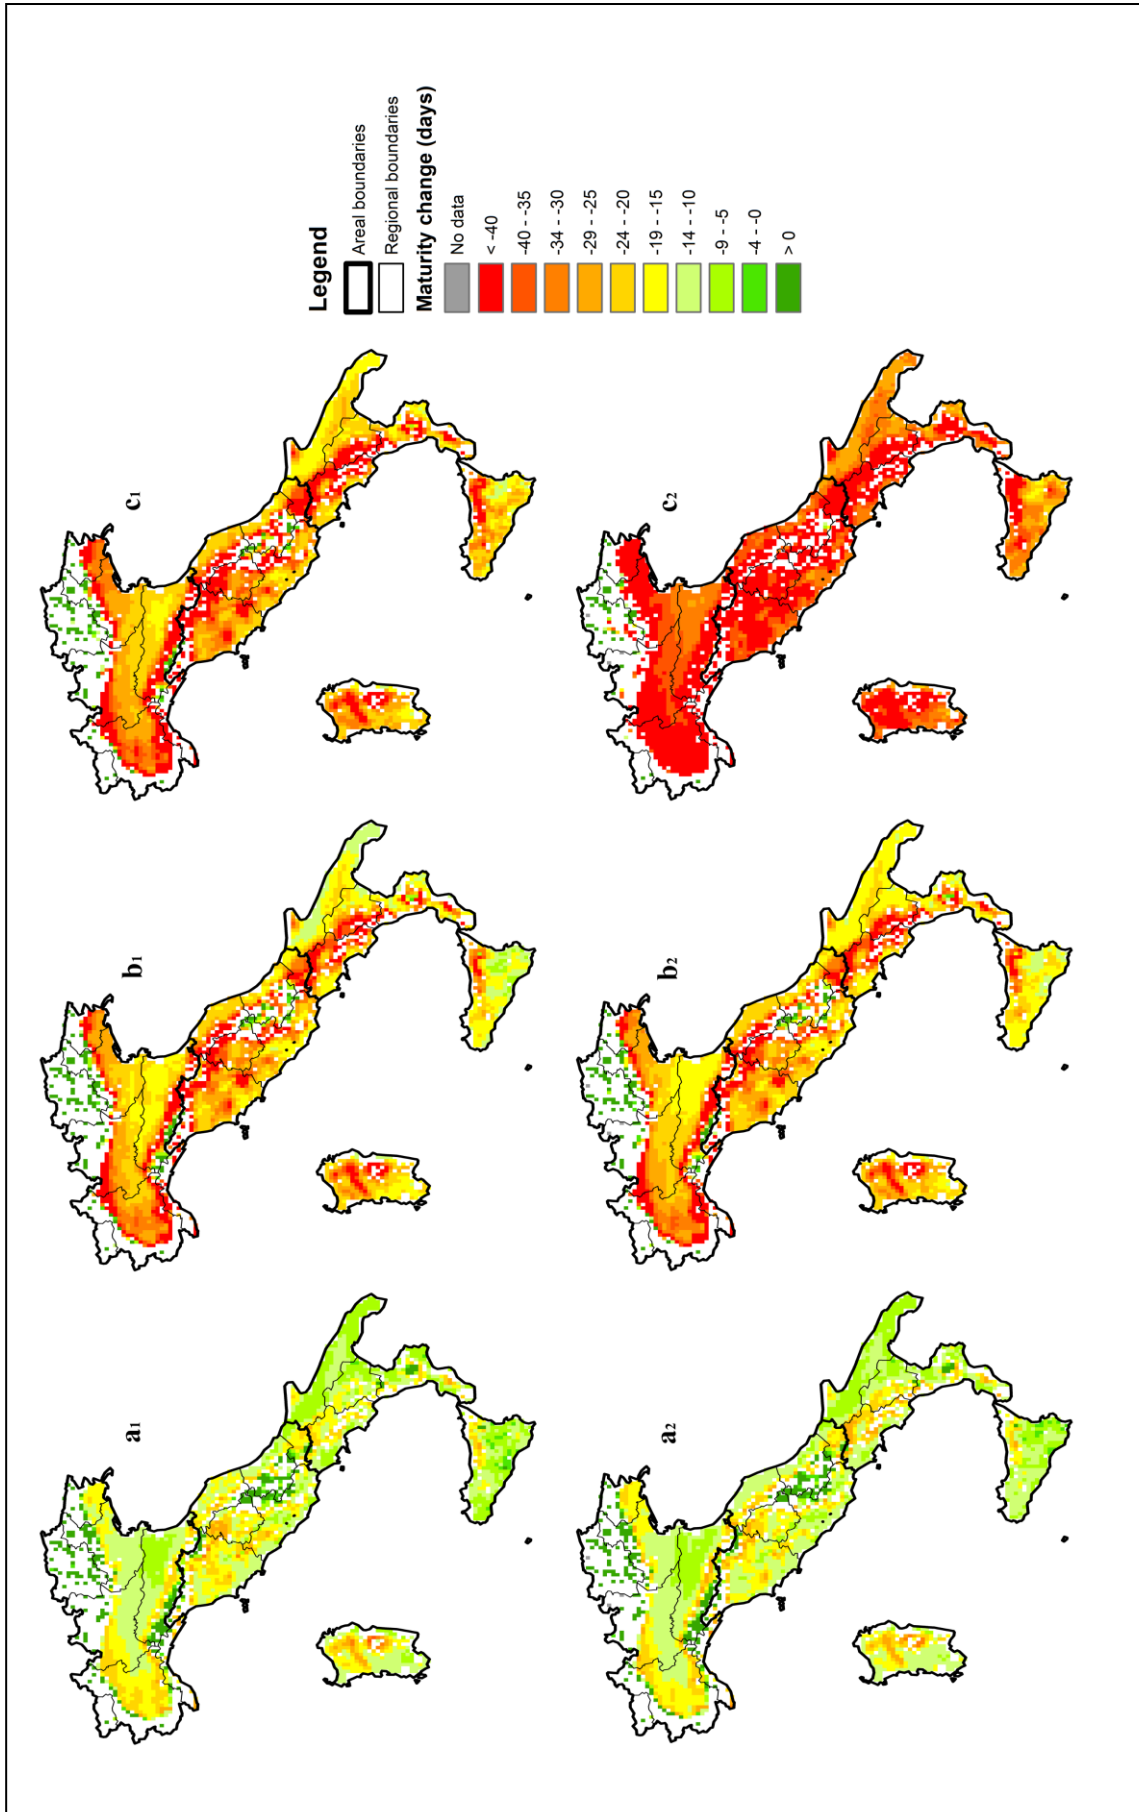 a1
b1
c1
a2
b2
c2
Legend
Areal boundaries
Regional boundaries
Maturity change (days)
No data
< -40
-40 - -35
-34 - -30
-29 - -25
-24 - -20
-19 - -15
-14 - -10
-9 - -5
-4 - -0
> 0